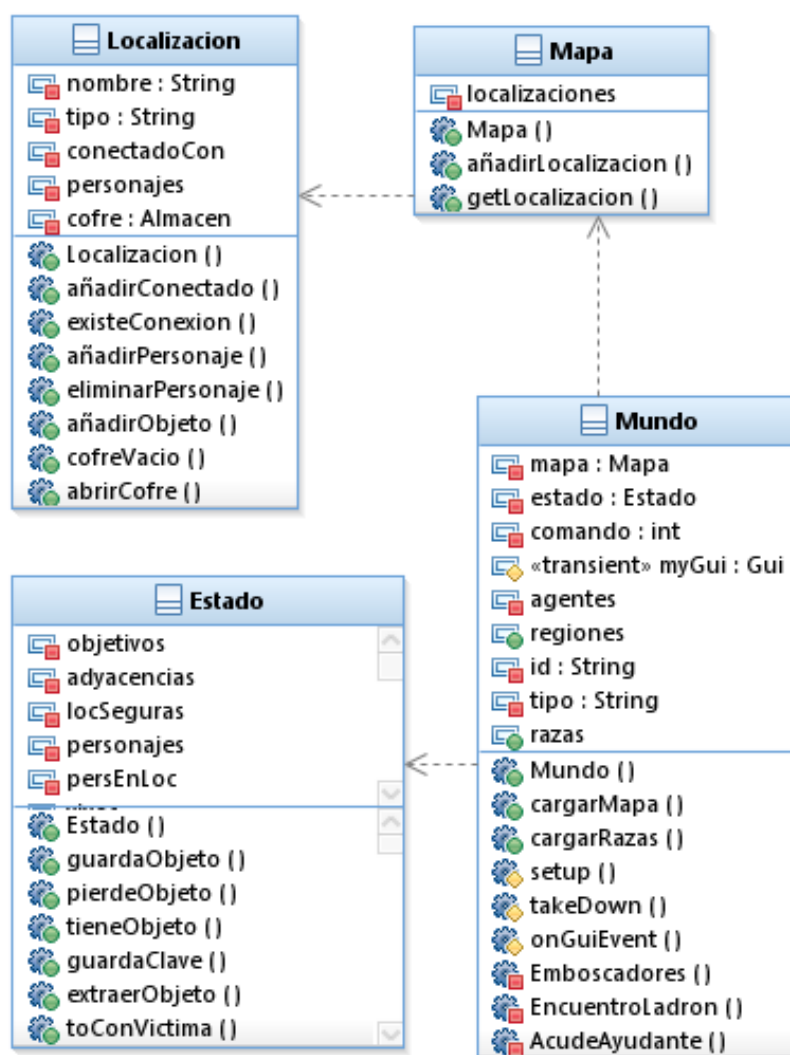 Localizacion
nombre : String
tipo : String
conectadoCon
personajes
cofre : Almacen
Localizacion ()
añadirConectado ()
existeConexion ()
añadirPersonaje ()
eliminarPersonaje ()
añadirObjeto ()
cofreVacio ()
abrirCofre ()
Mapa
localizaciones
Mapa ()
añadirLocalizacion ()
getLocalizacion ()
Estado
objetivos
adyacencias
locSeguras
personajes
persEnLoc
Estado ()
guardaObjeto ()
pierdeObjeto ()
tieneObjeto ()
guardaClave ()
extraerObjeto ()
toConVictima ()
Mundo
mapa : Mapa
estado : Estado
comando : int
«transient» myGui : Gui
agentes
regiones
id : String
tipo : String
razas
Mundo ()
cargarMapa ()
cargarRazas ()
setup ()
takeDown ()
onGuiEvent ()
Emboscadores ()
EncuentroLadron ()
AcudeAyudante ()